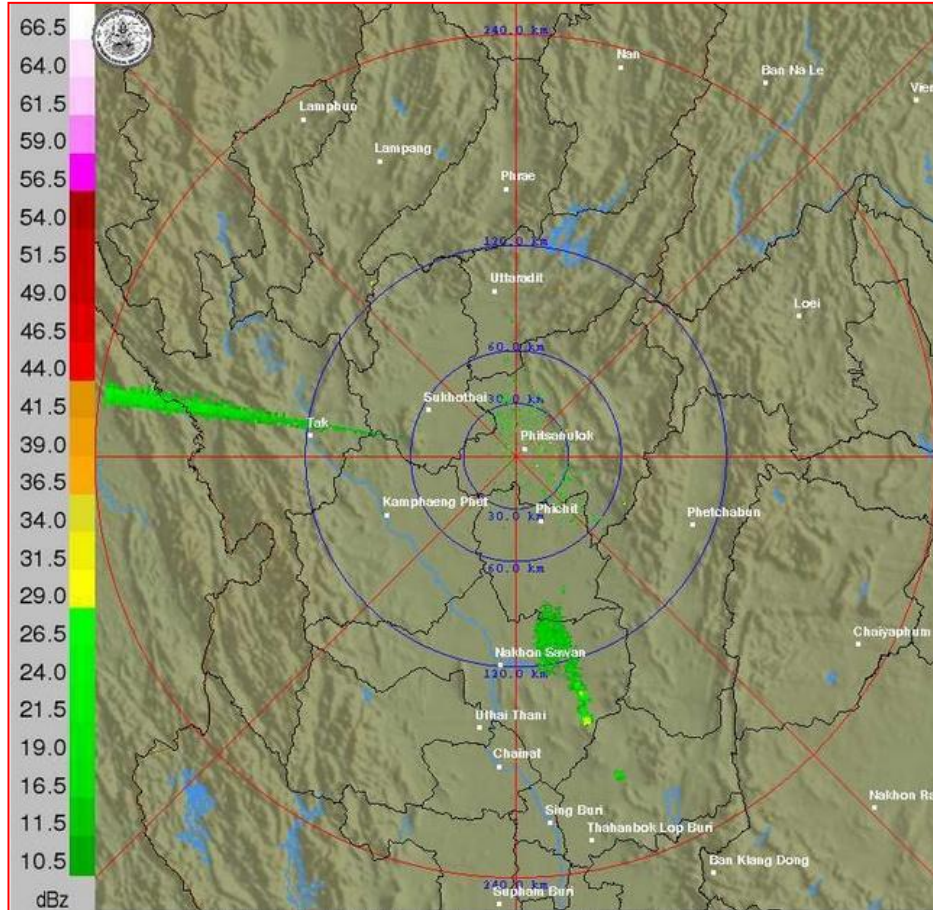 66.5
64.0
61.5
59.0
56.5
54.0
51.5
49.0
46.5
44.0
41.5
39.0
36.5
34.0
31.5
29.0
26.5
24.0
21.5
19.0
16.5
11.5
10.5
dBz
240.0 km
Nan
Ban Na Le
Vien
Lamphun
Lampang
Phrae
120.0 km
Uttaradit
Loei
60.0 km
Sukhothai
30.0 km
Tak
Phitsanulok
Kamphaeng Phet
Phichit
Phetchabun
30.0 km
60.0 km
Chaiyaphum
Nakhon Sawan
120.0 km
Uthai Thani
Chainat
Nakhon Ra
Sing Buri
Thahanbok Lop Buri
Ban Klang Dong
240.0 km
Supham Buri